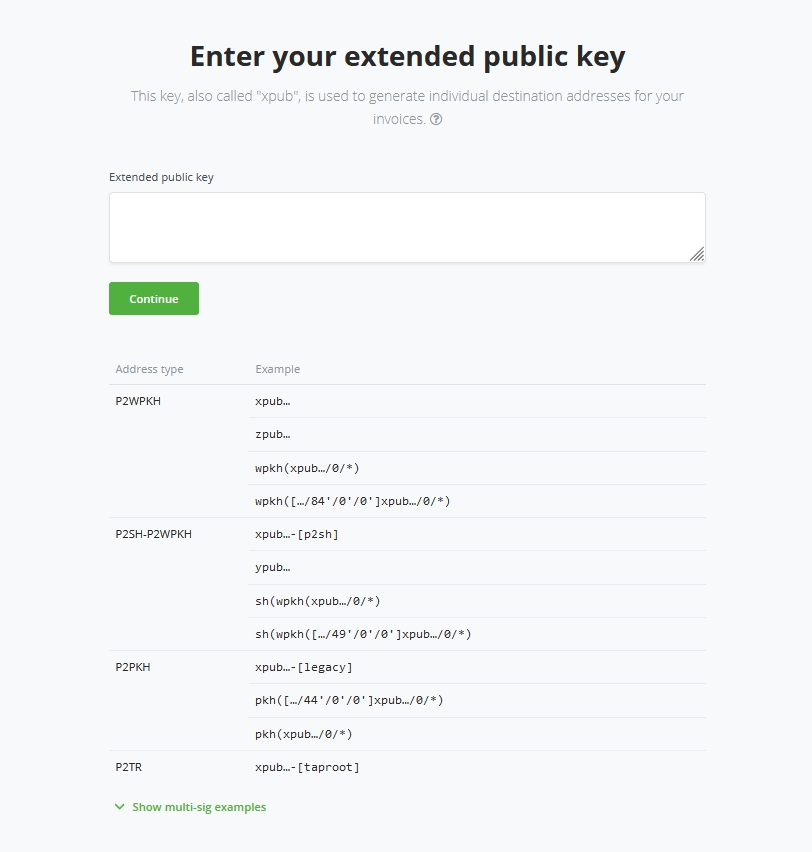 Enter your extended public key
This key, also called "xpub", is used to generate individual destination addresses for your
invoices. ?
Extended public key
Continue
Address type Example
P2WPKH xpub…
zpub…
wpkh(xpub…/0/*)
wpkh([…/84'/0'/0']xpub…/0/*)
P2SH-P2WPKH xpub…-[p2sh]
ypub…
sh(wpkh(xpub…/0/*)
sh(wpkh([…/49'/0'/0']xpub…/0/*)
P2PKH xpub…-[legacy]
pkh([…/44'/0'/0']xpub…/0/*)
pkh(xpub…/0/*)
P2TR xpub…-[taproot]
Show multi-sig examples